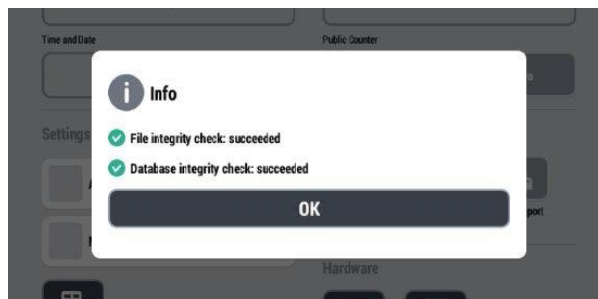 Time and Date
Public Counter
Info
Settings
File integrity check: succeeded
Database integrity check: succeeded
OK
Hardware